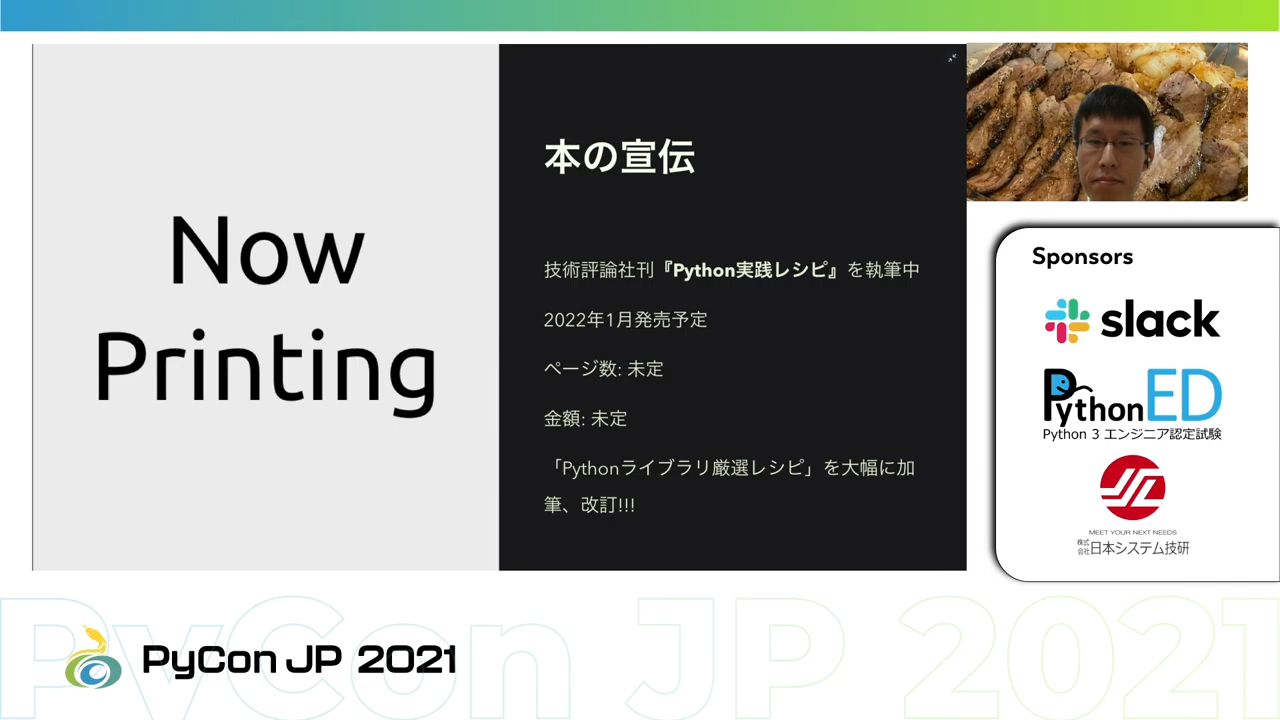 Now
Printing
本の宣伝
技術評論社刊『Python実践レシピ』を執筆中
2022年1月発売予定
ページ数: 未定
金額: 未定
「Pythonライブラリ厳選レシピ」を大幅に加
筆、改訂!!!
Sponsors
slack
PythonED
Python 3 エンジニア認定試験
MEET YOUR NEXT NEEDS
株式会社日本システム技研
PyCon JP 2021
PyCon JP 2021